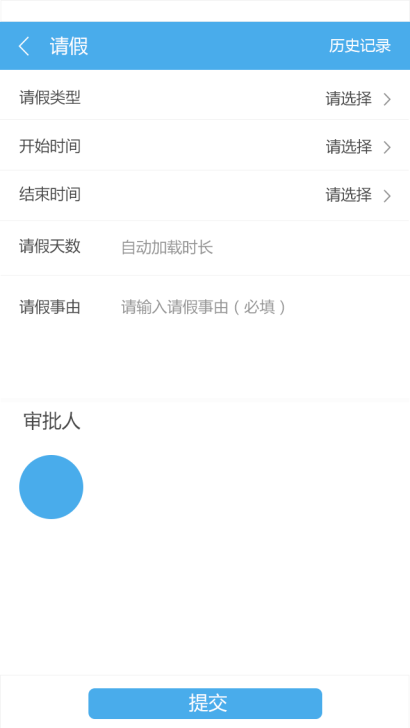 请假 历史记录
请假类型 请选择
开始时间 请选择
结束时间 请选择
请假天数 自动加载时长
请假事由 请输入请假事由（必填）
审批人
提交